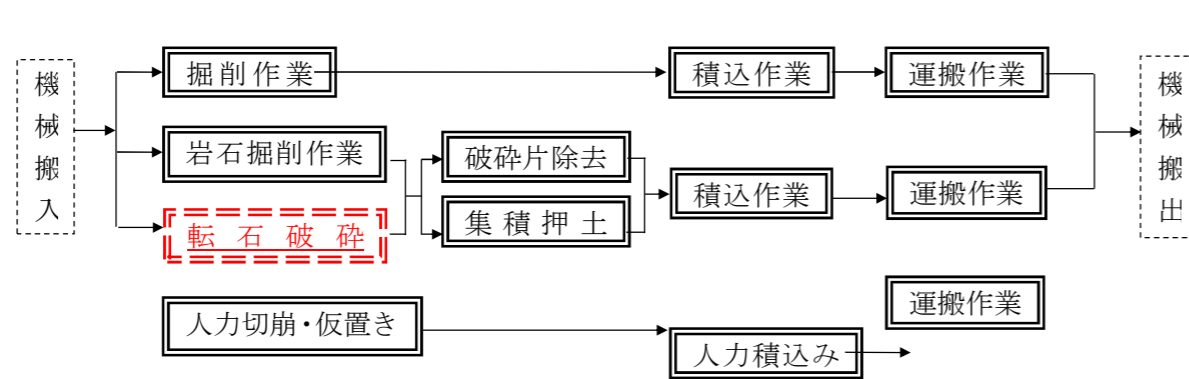 機械搬入
掘削作業
積込作業
運搬作業
岩石掘削作業
破砕片除去
積込作業
運搬作業
転石破砕
集積押土
機械搬出
人力切崩・仮置き
人力積込み
運搬作業